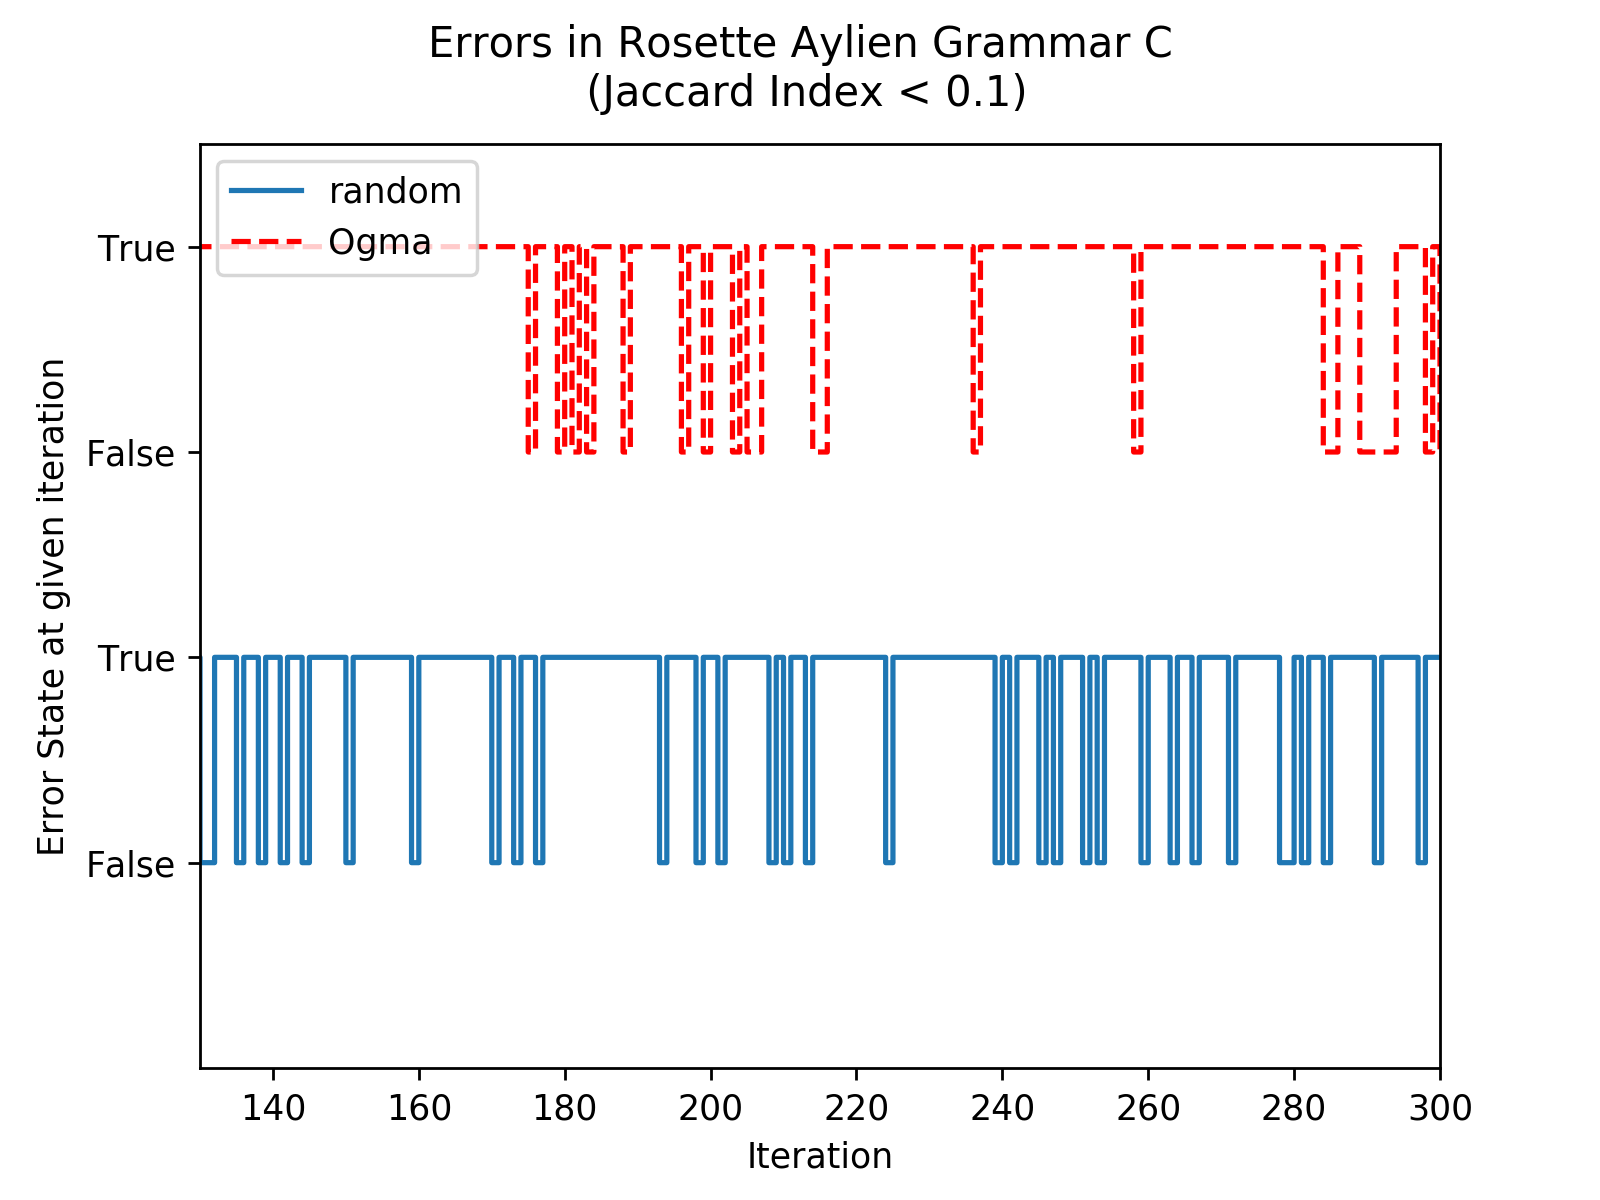 Errors in Rosette Aylien Grammar C
(Jaccard Index < 0.1)
random
Ogma
True
False
True
False
Error State at given iteration
140 160 180 200 220 240 260 280 300
Iteration